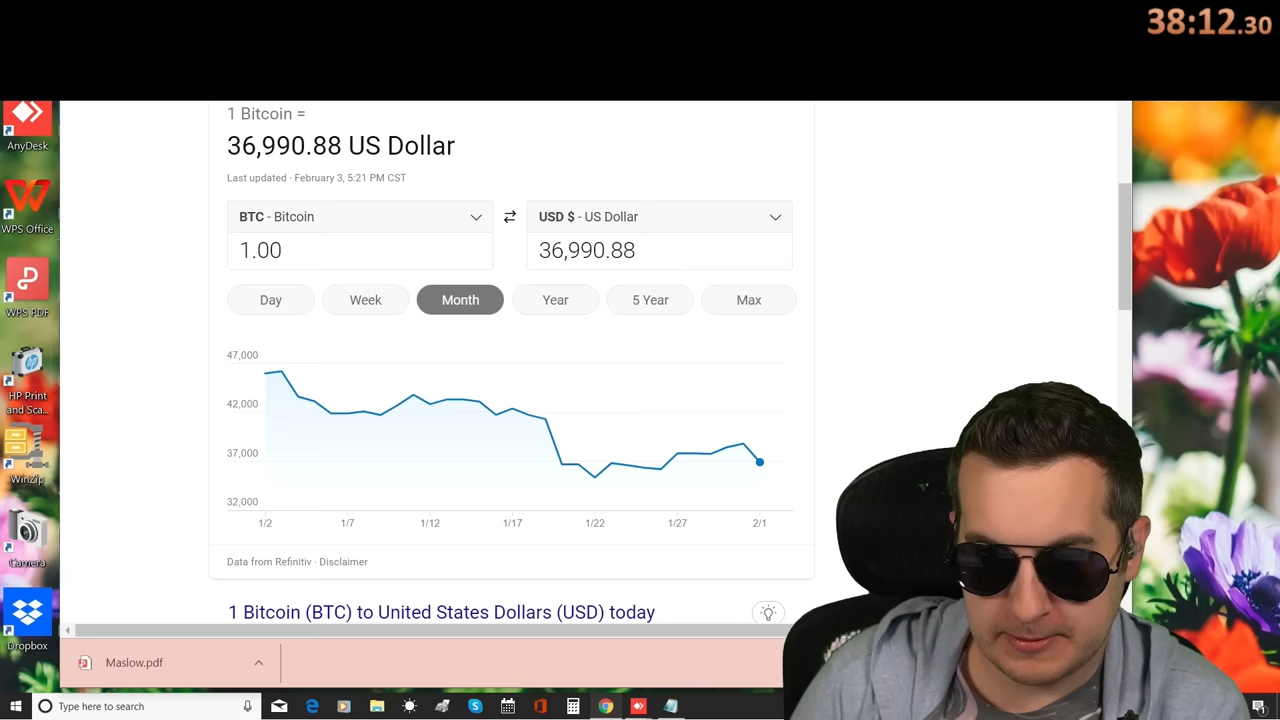 38:12.30
1 Bitcoin =
36,990.88 US Dollar
Last updated · February 3, 5:21 PM CST
BTC - Bitcoin
USD $ - US Dollar
1.00
36,990.88
Day
Week
Month
Year
5 Year
Max
47,000
42,000
37,000
32,000
1/2
1/7
1/12
1/17
1/22
1/27
2/1
Data from Refinitiv · Disclaimer
1 Bitcoin (BTC) to United States Dollars (USD) today
AnyDesk
WPS Office
WPS PDF
HP Print
and Sca...
WinZip
Camera
Dropbox
Maslow.pdf
Type here to search